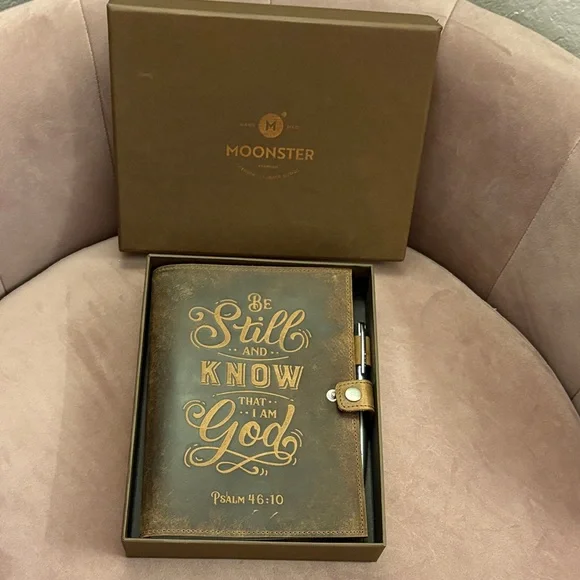 M
MOONSTER
BE
Still
AND
KNOW
THAT
I AM
God
PSALM 46:10